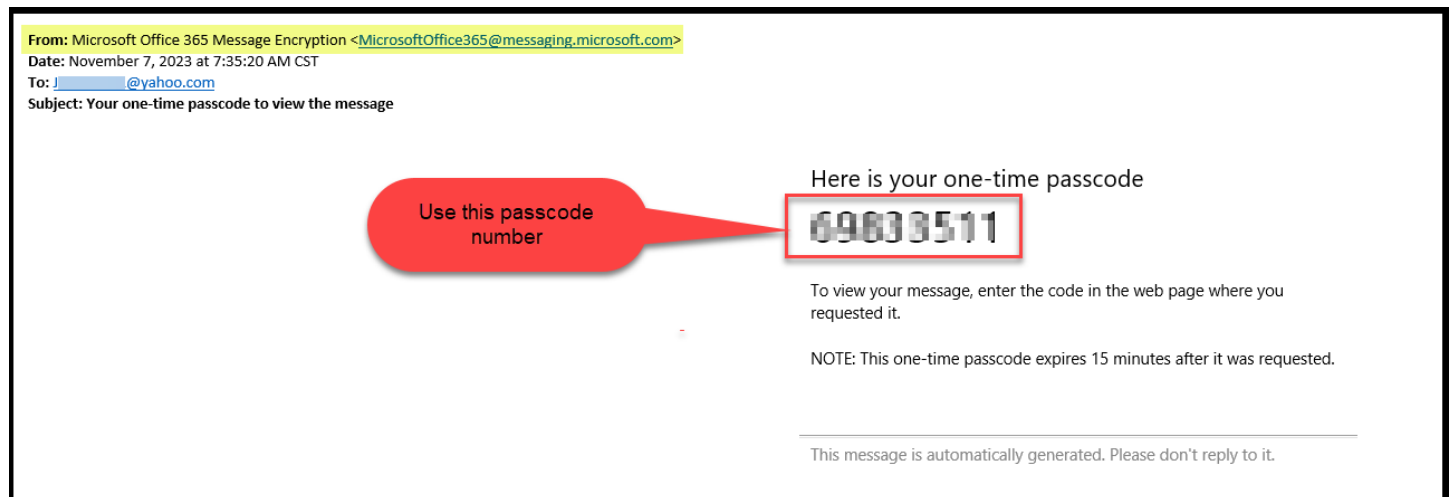 From: Microsoft Office 365 Message Encryption <MicrosoftOffice365@messaging.microsoft.com>
Date: November 7, 2023 at 7:35:20 AM CST
To: J @yahoo.com
Subject: Your one-time passcode to view the message
Here is your one-time passcode
Use this passcode
number
To view your message, enter the code in the web page where you
requested it.
NOTE: This one-time passcode expires 15 minutes after it was requested.
This message is automatically generated. Please don't reply to it.